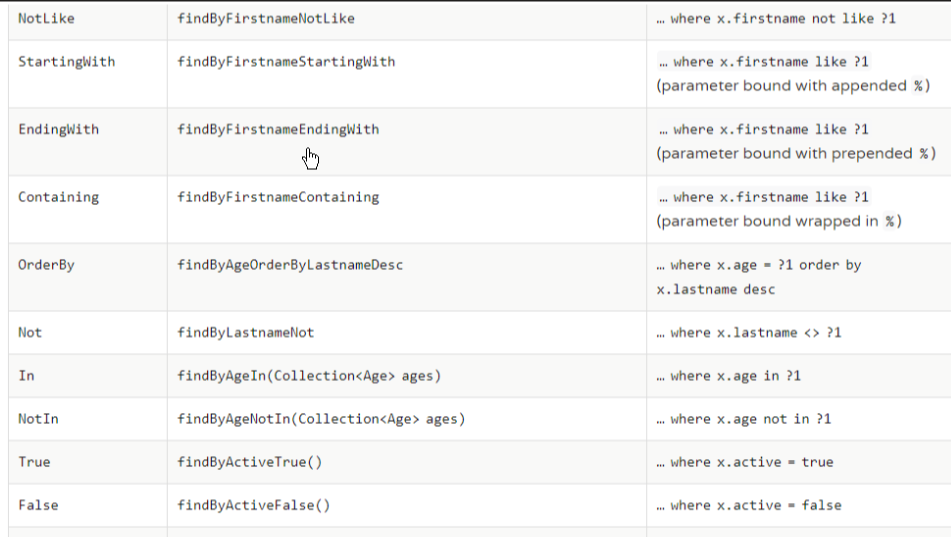 NotLike findByFirstnameNotLike … where x.firstname not like ?1
StartingWith findByFirstnameStartingWith … where x.firstname like ?1
(parameter bound with appended %)
EndingWith findByFirstnameEndingWith … where x.firstname like ?1
(parameter bound with prepended %)
Containing findByFirstnameContaining … where x.firstname like ?1
(parameter bound wrapped in %)
OrderBy findByAgeOrderByLastnameDesc … where x.age = ?1 order by
x.lastname desc
Not findByLastnameNot … where x.lastname <> ?1
In findByAgeIn(Collection<Age> ages) … where x.age in ?1
NotIn findByAgeNotIn(Collection<Age> ages) … where x.age not in ?1
True findByActiveTrue() … where x.active = true
False findByActiveFalse() … where x.active = false